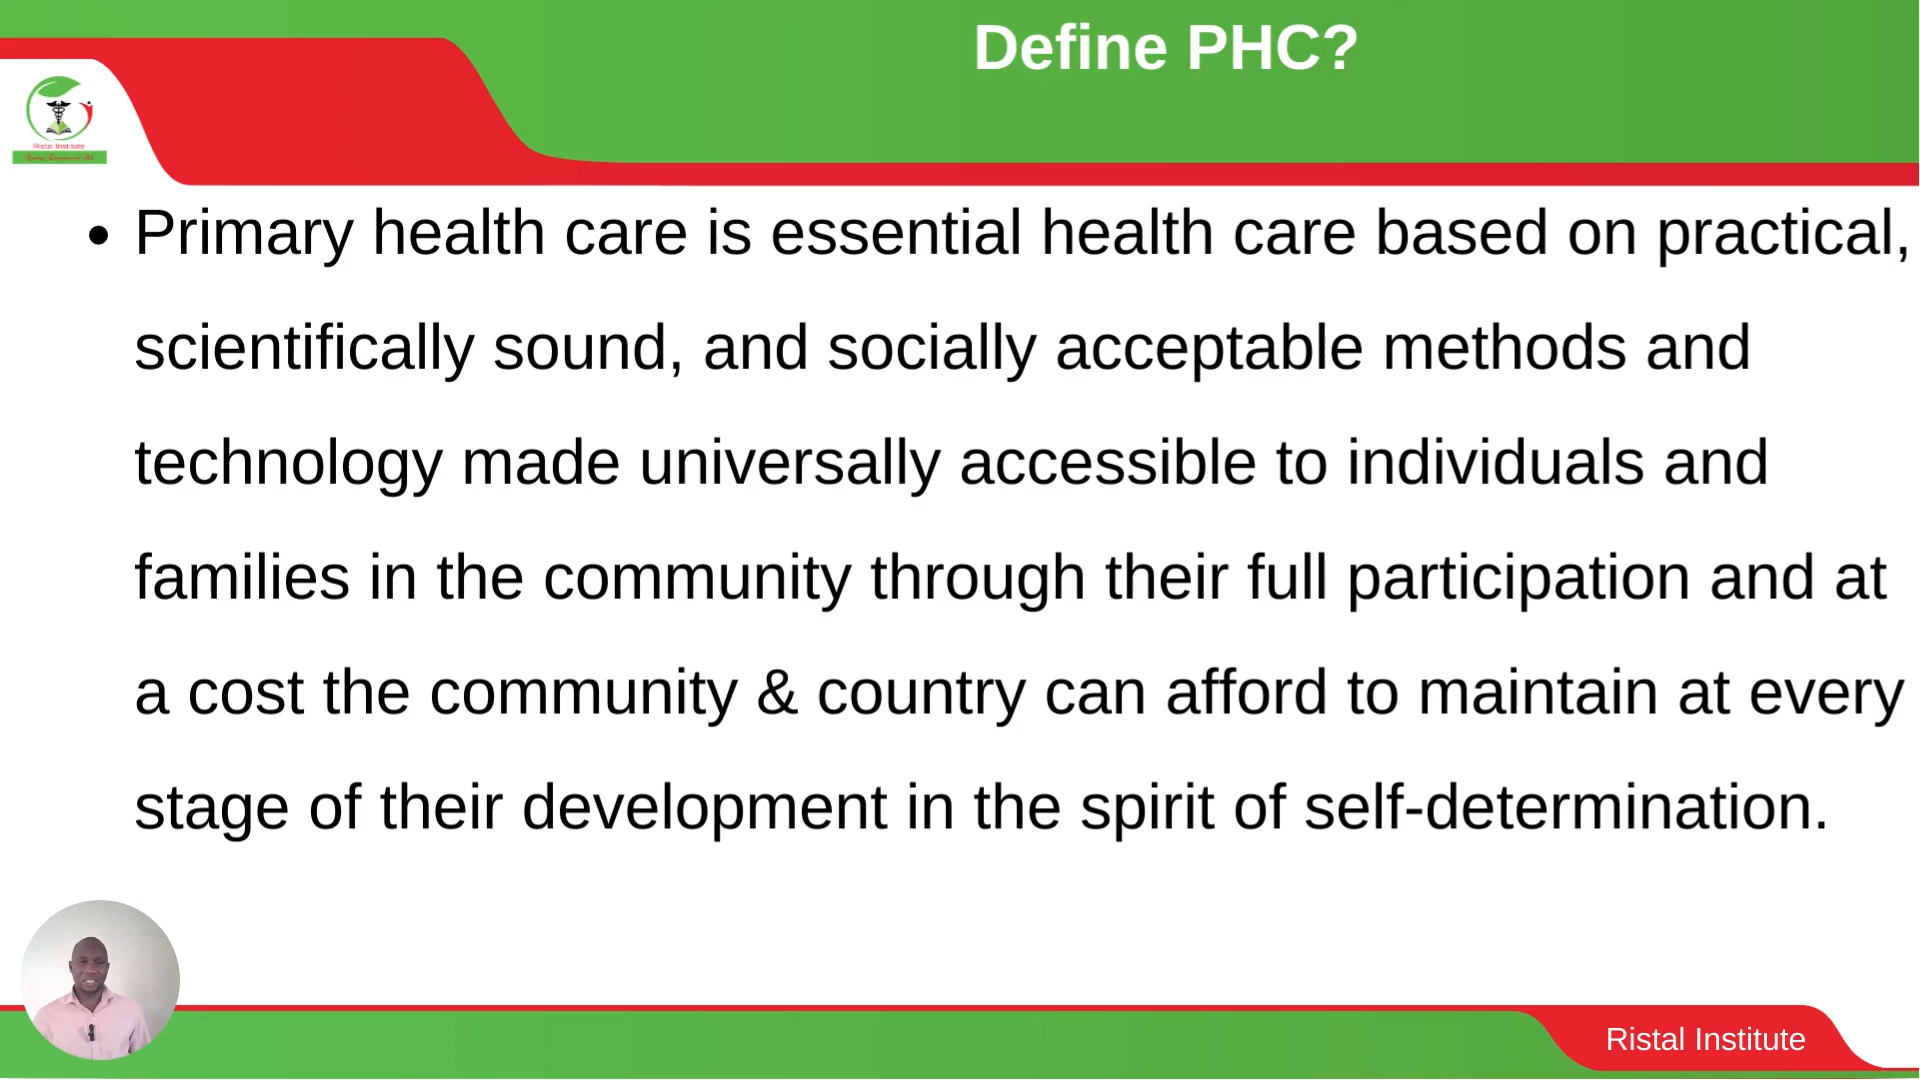 Define PHC?
Ristal Institute
• Primary health care is essential health care based on practical,
scientifically sound, and socially acceptable methods and
technology made universally accessible to individuals and
families in the community through their full participation and at
a cost the community & country can afford to maintain at every
stage of their development in the spirit of self-determination.
Ristal Institute